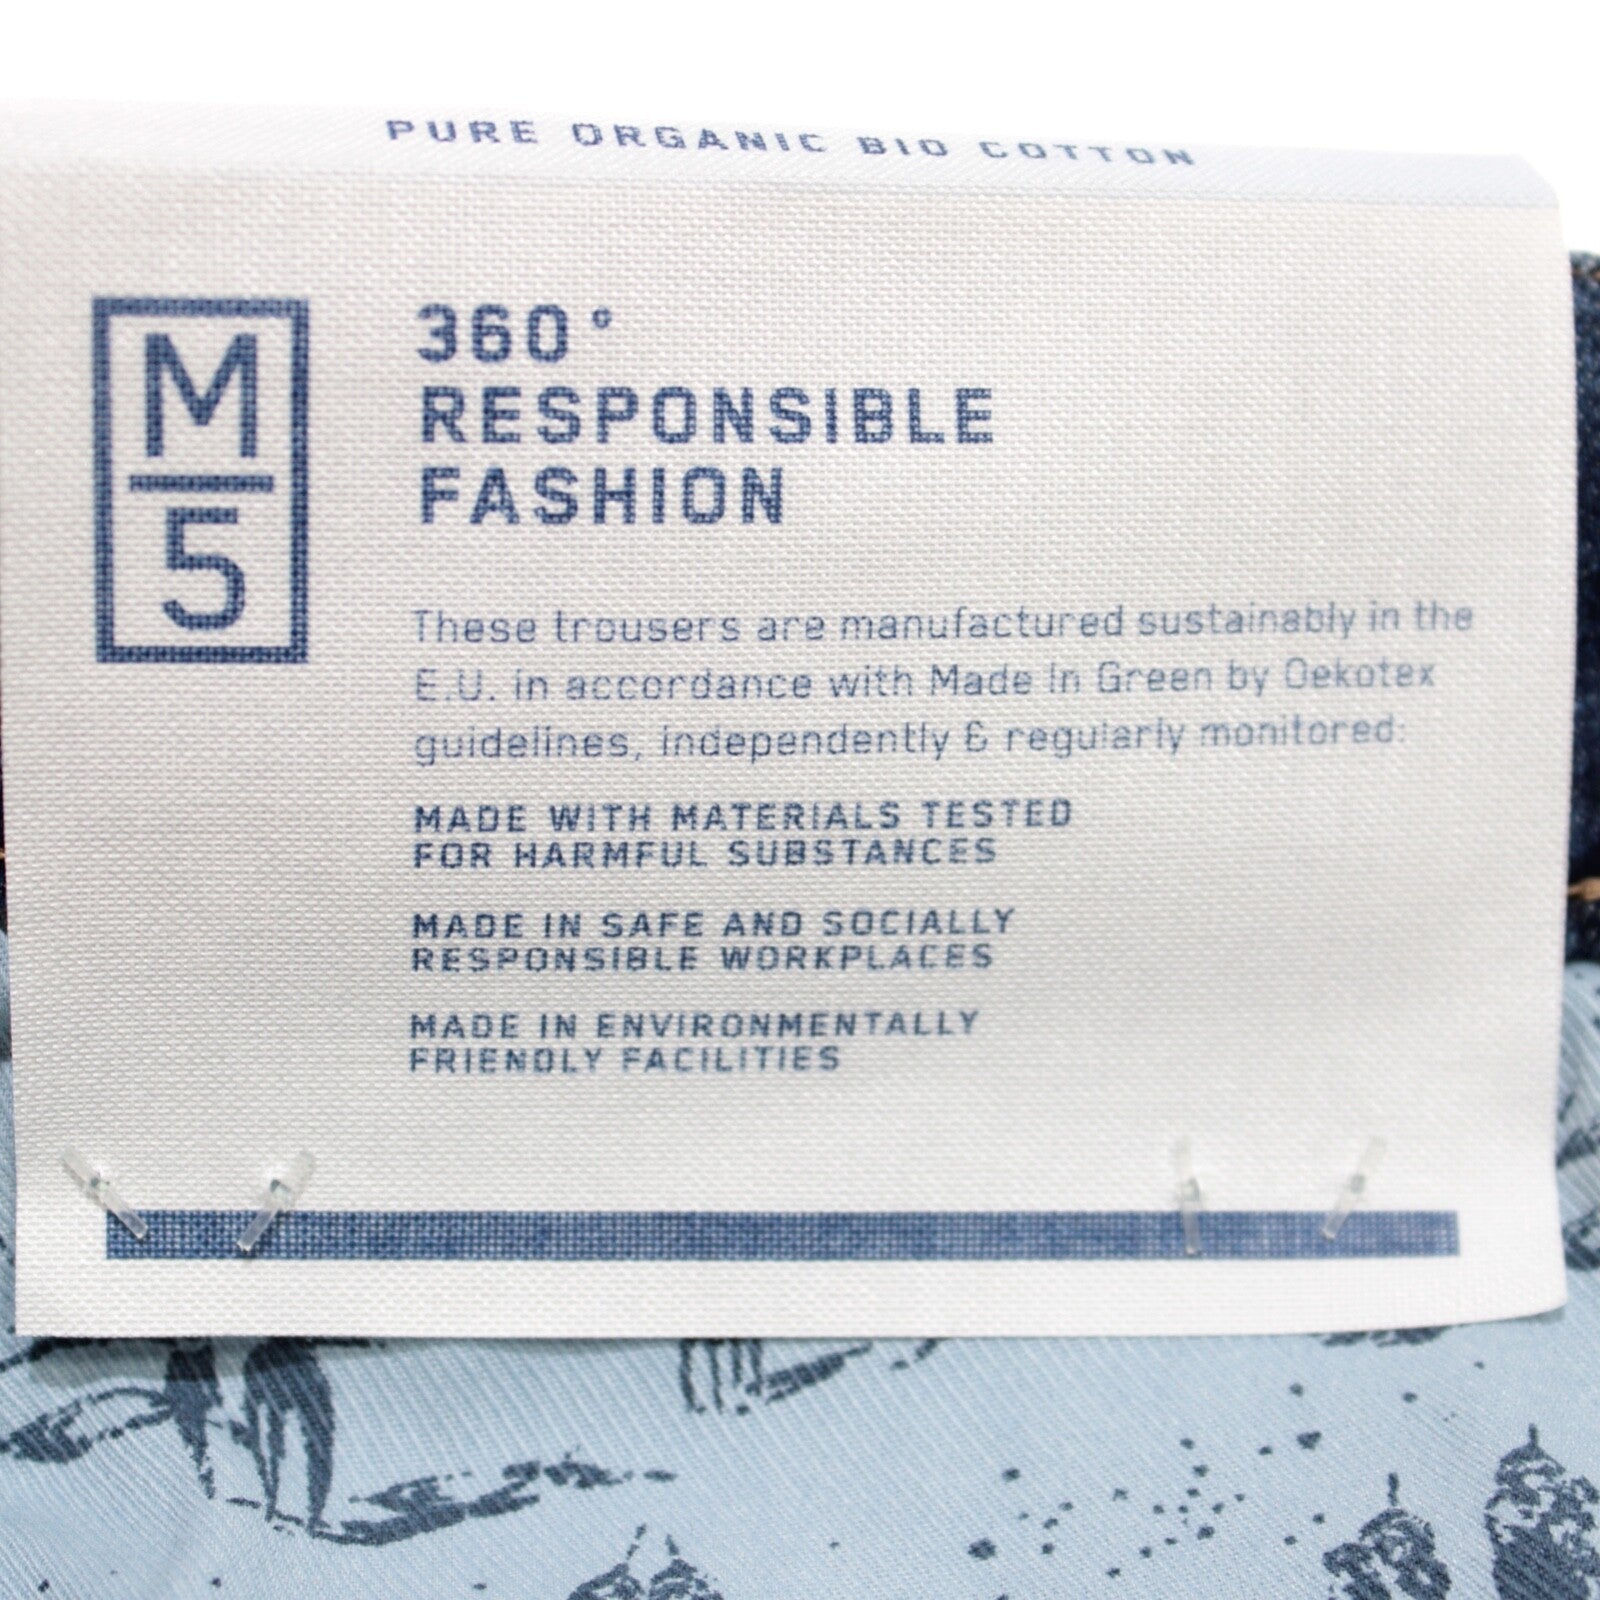 PURE ORGANIC BIO COTTON
M
5
360°
RESPONSIBLE
FASHION
These trousers are manufactured sustainably in the
E.U. in accordance with Made In Green by Oekotex
guidelines, independently & regularly monitored:
MADE WITH MATERIALS TESTED
FOR HARMFUL SUBSTANCES
MADE IN SAFE AND SOCIALLY
RESPONSIBLE WORKPLACES
MADE IN ENVIRONMENTALLY
FRIENDLY FACILITIES